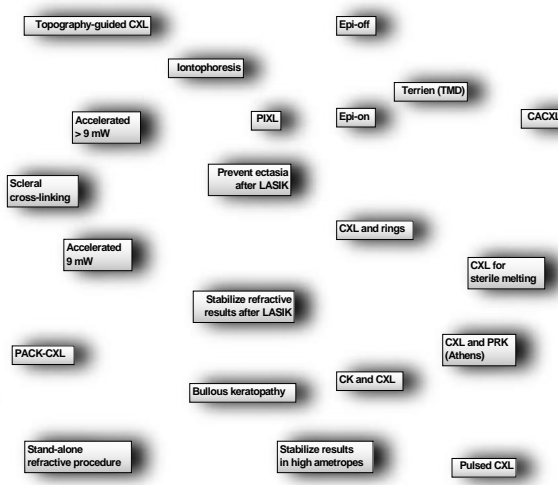 Topography-guided CXL
Epi-off
Iontophoresis
Terrien (TMD)
Accelerated
> 9 mW
PIXL
Epi-on
CACXL
Prevent ectasia
after LASIK
Scleral
cross-linking
CXL and rings
Accelerated
9 mW
CXL for
sterile melting
Stabilize refractive
results after LASIK
PACK-CXL
CXL and PRK
(Athens)
Bullous keratopathy
CK and CXL
Stand-alone
refractive procedure
Stabilize results
in high ametropes
Pulsed CXL